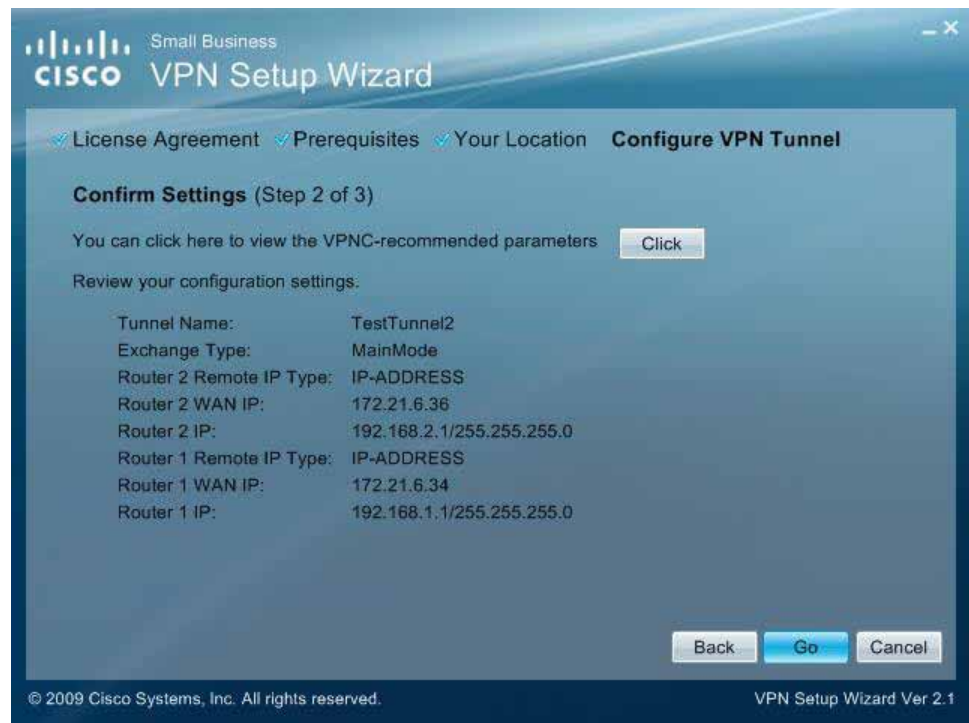 Small Business
CISCO VPN Setup Wizard
License Agreement Prerequisites Your Location Configure VPN Tunnel
Confirm Settings (Step 2 of 3)
You can click here to view the VPNC-recommended parameters Click
Review your configuration settings.
Tunnel Name: TestTunnel2
Exchange Type: MainMode
Router 2 Remote IP Type: IP-ADDRESS
Router 2 WAN IP: 172.21.6.36
Router 2 IP: 192.168.2.1/255.255.255.0
Router 1 Remote IP Type: IP-ADDRESS
Router 1 WAN IP: 172.21.6.34
Router 1 IP: 192.168.1.1/255.255.255.0
Back Go Cancel
© 2009 Cisco Systems, Inc. All rights reserved. VPN Setup Wizard Ver 2.1